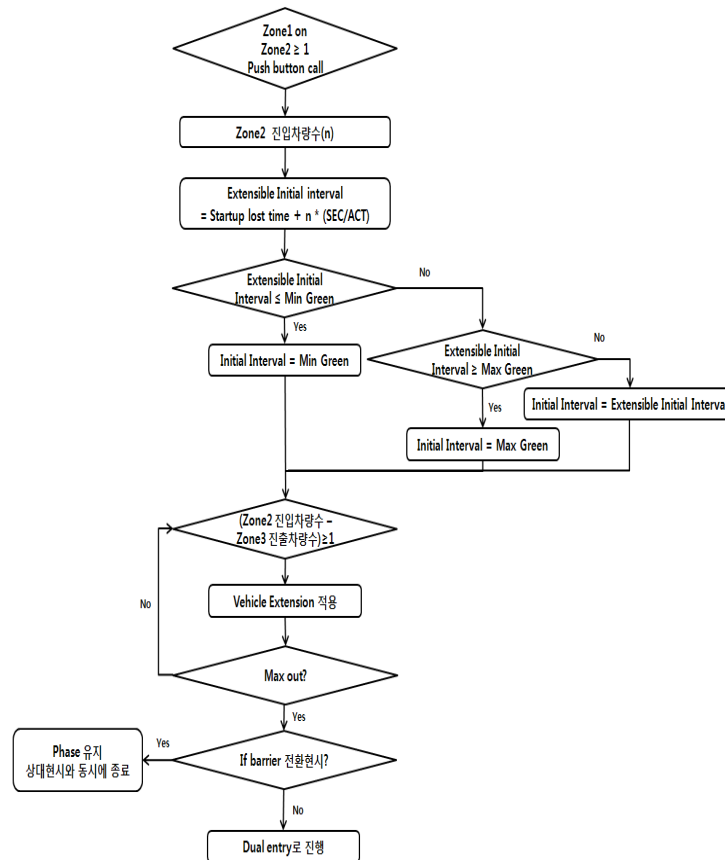 Zone1 on
Zone2 ≥ 1
Push button call
Zone2 진입차량수(n)
Extensible Initial interval
= Startup lost time + n * (SEC/ACT)
Extensible Initial
Interval ≤ Min Green
No
Yes
Initial Interval = Min Green
Extensible Initial
Interval ≥ Max Green
No
Yes
Initial Interval = Extensible Initial Interval
Initial Interval = Max Green
(Zone2 진입차량수 –
Zone3 진출차량수)≥1
Vehicle Extension 적용
No
Max out?
Yes
If barrier 전환현시?
Yes
Phase 유지
상대현시와 동시에 종료
No
Dual entry로 진행